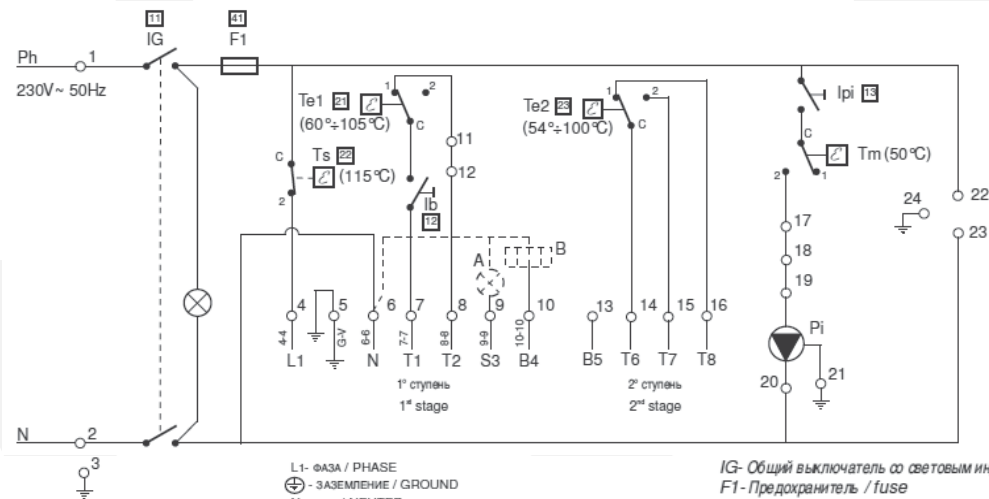 11
41
IG
F1
Ph
1
230V~ 50Hz
Te1 21
(60°÷105°C)
ε
1
2
C
11
12
C
Ts 22
ε
(115°C)
2
Ib
12
Te2 23
(54°÷100°C)
ε
1
2
C
Ipi 13
C
ε
Tm (50°C)
2
1
24
22
23
17
18
19
A
B
4
5
6
7
8
9
10
13
14
15
16
4-4
G-V
6-6
7-7
8-8
9-9
10-10
L1
N
T1
T2
S3
B4
B5
T6
T7
T8
Pi
20
21
1° ступень
1st stage
2° ступень
2nd stage
N
2
3
L1- ФАЗА / PHASE
- ЗАЗЕМЛЕНИЕ / GROUND
IG- Общий выключатель со световым ин
F1- Предохранитель / fuse